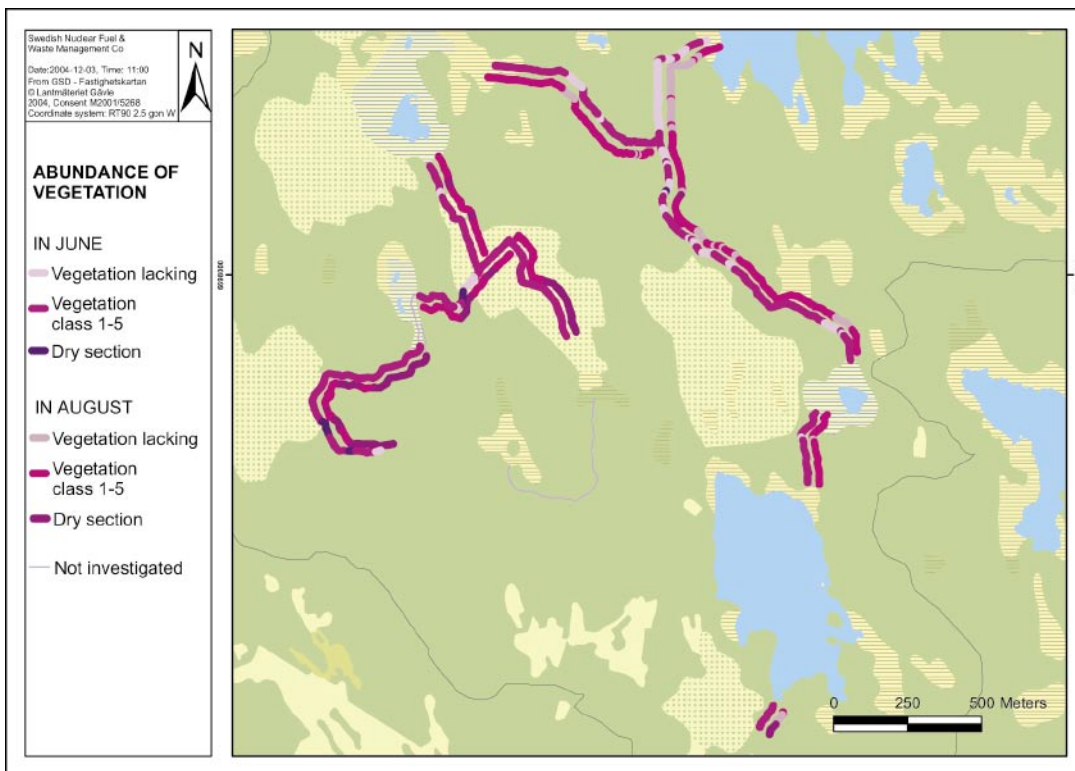 Swedish Nuclear Fuel &
Waste Management Co
Date:2004-12-03, Time: 11:00
From GSD - Fastighetskartan
© Lantmäteriet Gävle
2004, Consent M2001/5268
Coordinate system: RT90 2.5 gon W
N
ABUNDANCE OF
VEGETATION
IN JUNE
Vegetation lacking
Vegetation
class 1-5
Dry section
IN AUGUST
Vegetation lacking
Vegetation
class 1-5
Dry section
Not investigated
0 250 500 Meters